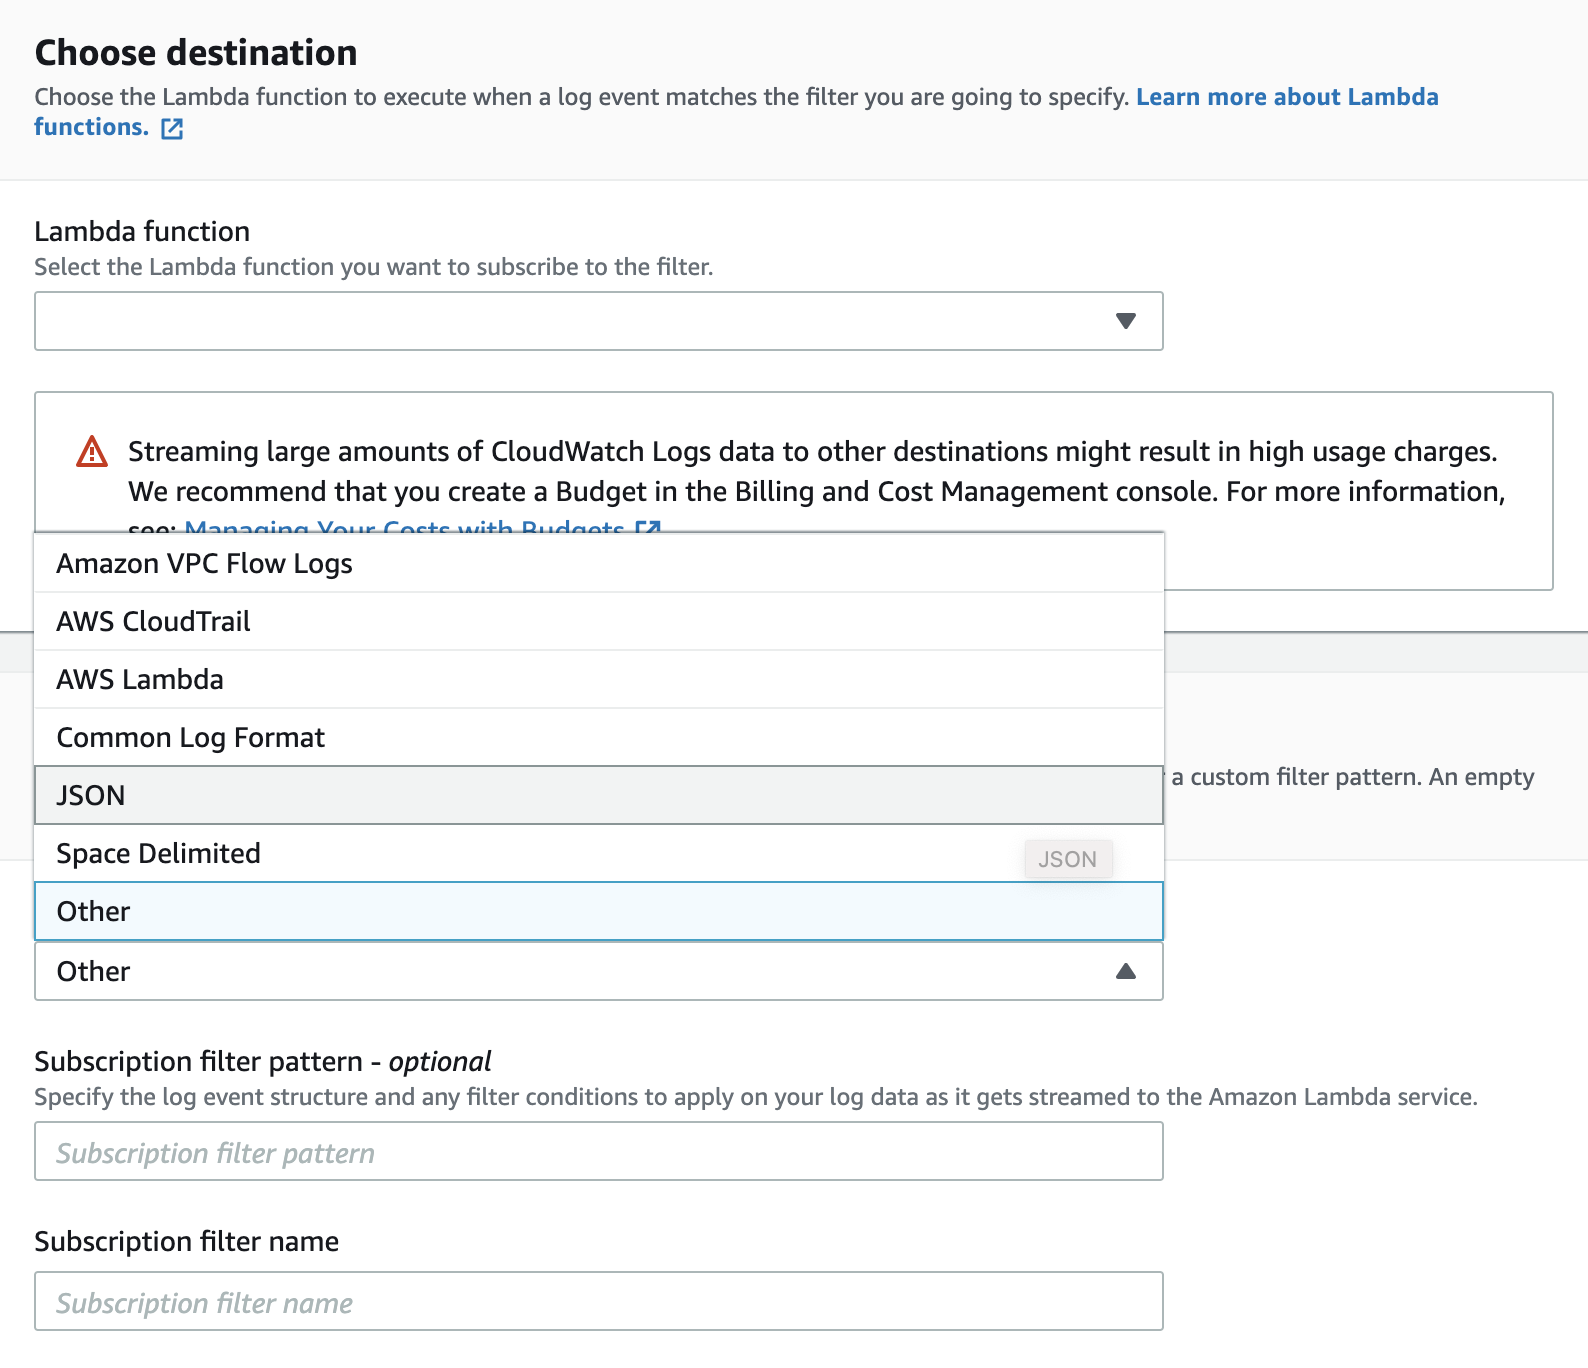 Choose destination
Choose the Lambda function to execute when a log event matches the filter you are going to specify. Learn more about Lambda
functions.
Lambda function
Select the Lambda function you want to subscribe to the filter.
Streaming large amounts of CloudWatch Logs data to other destinations might result in high usage charges.
We recommend that you create a Budget in the Billing and Cost Management console. For more information,
see: Managing Your Costs with Budgets
Amazon VPC Flow Logs
AWS CloudTrail
AWS Lambda
Common Log Format
a custom filter pattern. An empty
JSON
Space Delimited
JSON
Other
Other
Subscription filter pattern - optional
Specify the log event structure and any filter conditions to apply on your log data as it gets streamed to the Amazon Lambda service.
Subscription filter pattern
Subscription filter name
Subscription filter name